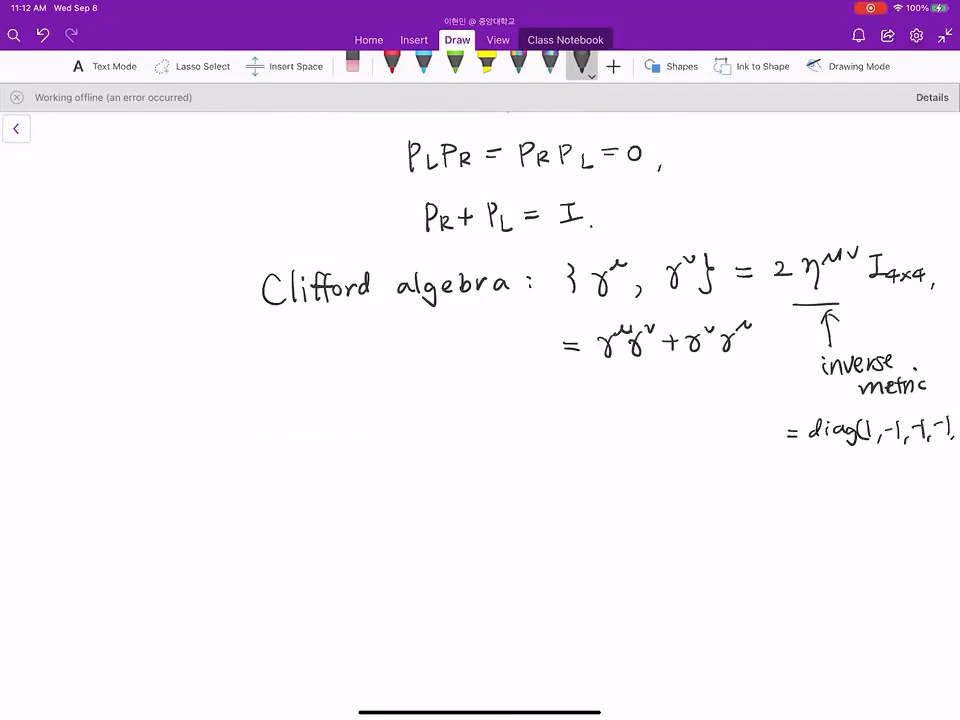 11:12 AM Wed Sep 8
100%
이현민 @ 중앙대학교
Home Insert Draw View Class Notebook
Text Mode Lasso Select Insert Space Shapes Ink to Shape Drawing Mode
Working offline (an error occurred) Details
P_L P_R = P_R P_L = 0,
P_R + P_L = I.
Clifford algebra : {γ^μ, γ^ν} = 2 η^{μν} I_{4×4},
= γ^μ γ^ν + γ^ν γ^μ
inverse
metric
= diag(1,-1,-1,-1,